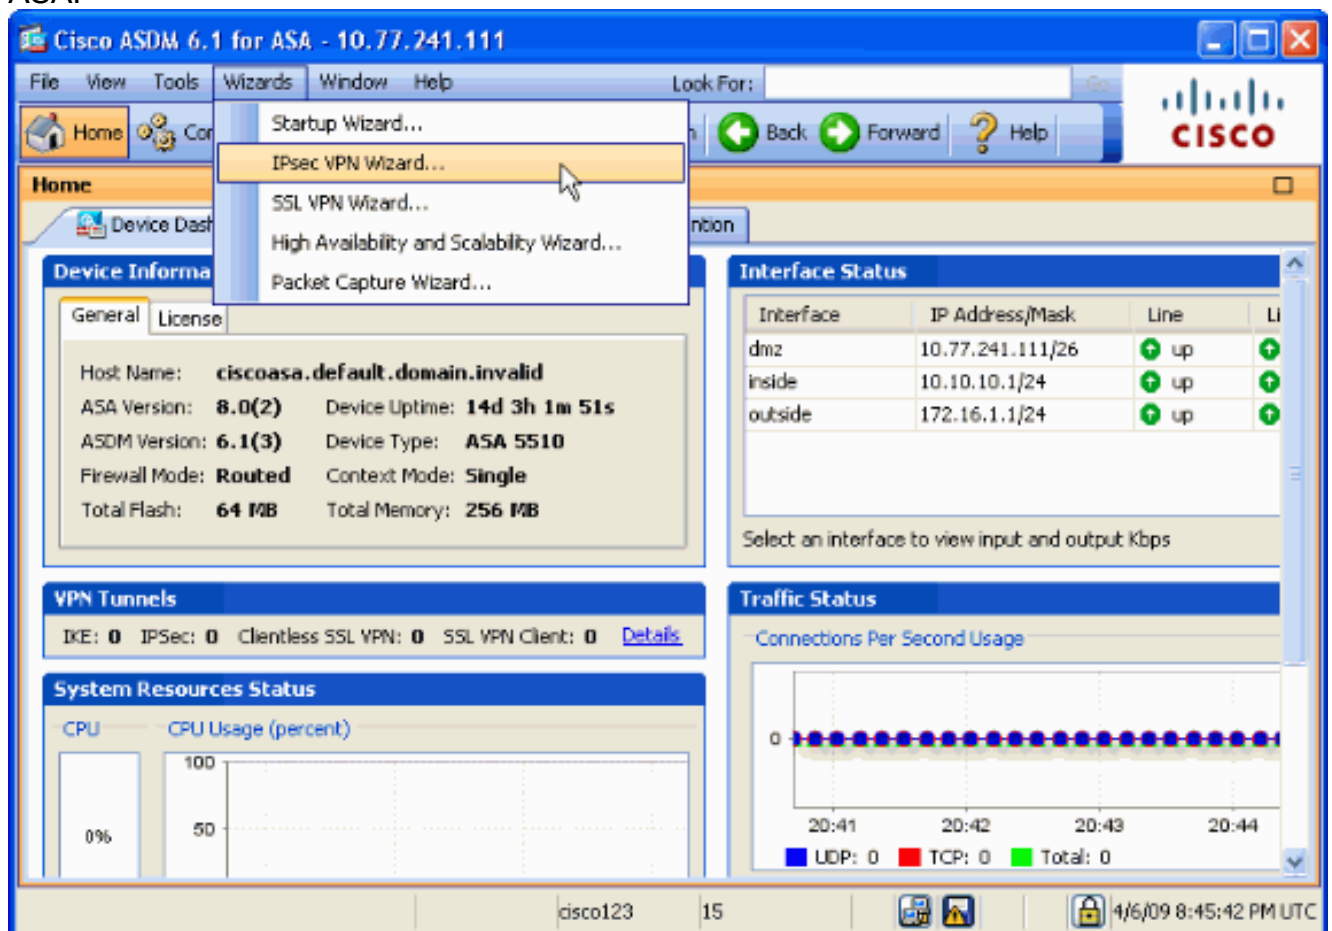 Cisco ASDM 6.1 for ASA - 10.77.241.111
File View Tools Wizards Window Help Look For: Go
Home Back Forward Help
CISCO
Startup Wizard...
IPsec VPN Wizard...
SSL VPN Wizard...
High Availability and Scalability Wizard...
Packet Capture Wizard...
Home
Device Information
General License
Host Name: ciscoasa.default.domain.invalid
ASA Version: 8.0(2) Device Uptime: 14d 3h 1m 51s
ASDM Version: 6.1(3) Device Type: ASA 5510
Firewall Mode: Routed Context Mode: Single
Total Flash: 64 MB Total Memory: 256 MB
Interface Status
Interface IP Address/Mask Line Li
dmz 10.77.241.111/26 up
inside 10.10.10.1/24 up
outside 172.16.1.1/24 up
Select an interface to view input and output Kbps
VPN Tunnels
IKE: 0 IPSec: 0 Clientless SSL VPN: 0 SSL VPN Client: 0 Details
Traffic Status
Connections Per Second Usage
0
20:41 20:42 20:43 20:44
UDP: 0 TCP: 0 Total: 0
System Resources Status
CPU CPU Usage (percent)
100
50
0%
cisco123 15 4/6/09 8:45:42 PM UTC